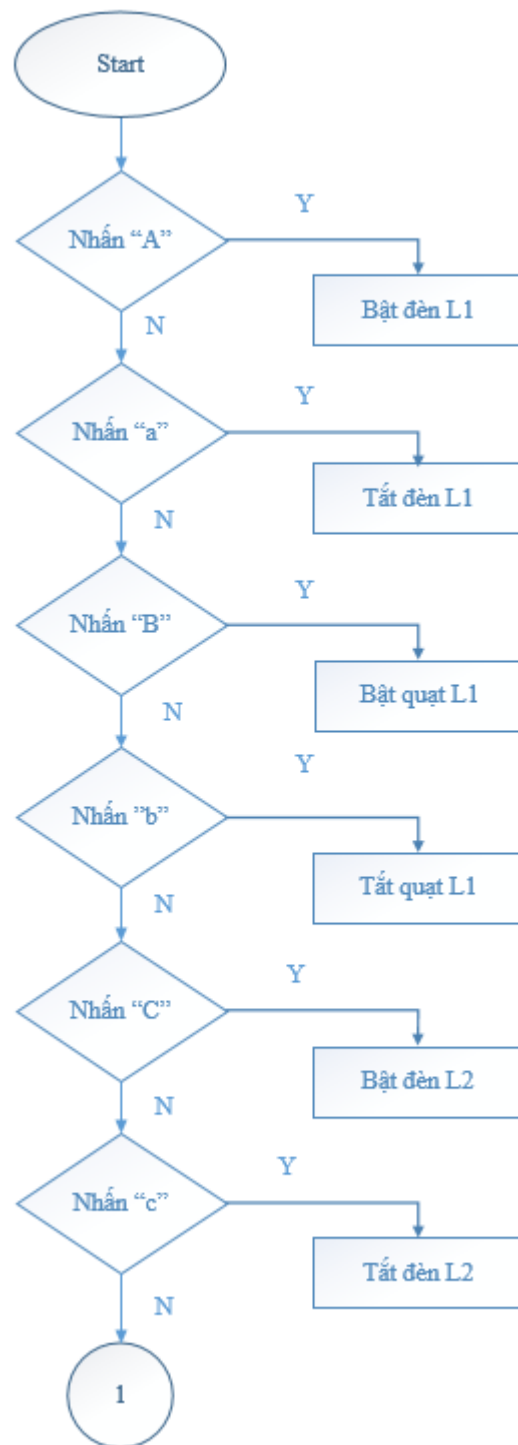 Start
Nhấn “A”
Y
Bật đèn L1
N
Nhấn “a”
Y
Tắt đèn L1
N
Nhấn “B”
Y
Bật quạt L1
N
Nhấn ”b”
Y
Tắt quạt L1
N
Nhấn “C”
Y
Bật đèn L2
N
Nhấn “c”
Y
Tắt đèn L2
N
1